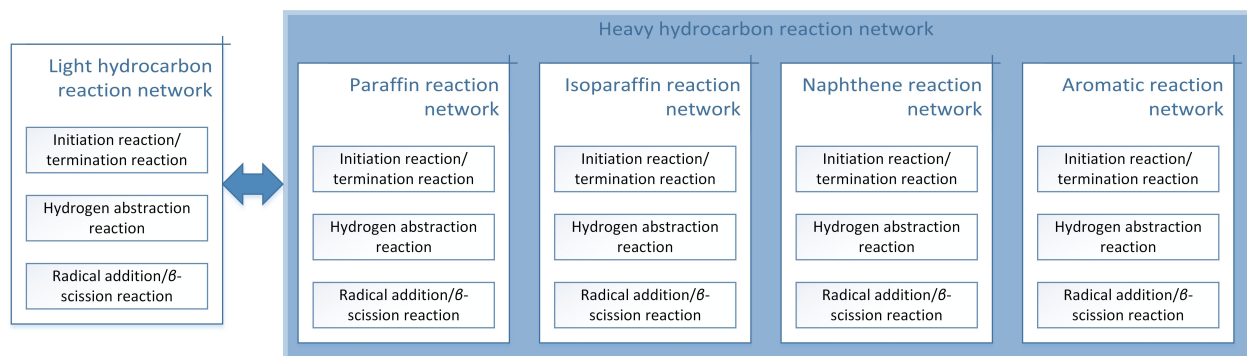 Light hydrocarbon
reaction network
Initiation reaction/
termination reaction
Hydrogen abstraction
reaction
Radical addition/β-
scission reaction
Heavy hydrocarbon reaction network
Paraffin reaction
network
Initiation reaction/
termination reaction
Hydrogen abstraction
reaction
Radical addition/β-
scission reaction
Isoparaffin reaction
network
Initiation reaction/
termination reaction
Hydrogen abstraction
reaction
Radical addition/β-
scission reaction
Naphthene reaction
network
Initiation reaction/
termination reaction
Hydrogen abstraction
reaction
Radical addition/β-
scission reaction
Aromatic reaction
network
Initiation reaction/
termination reaction
Hydrogen abstraction
reaction
Radical addition/β-
scission reaction